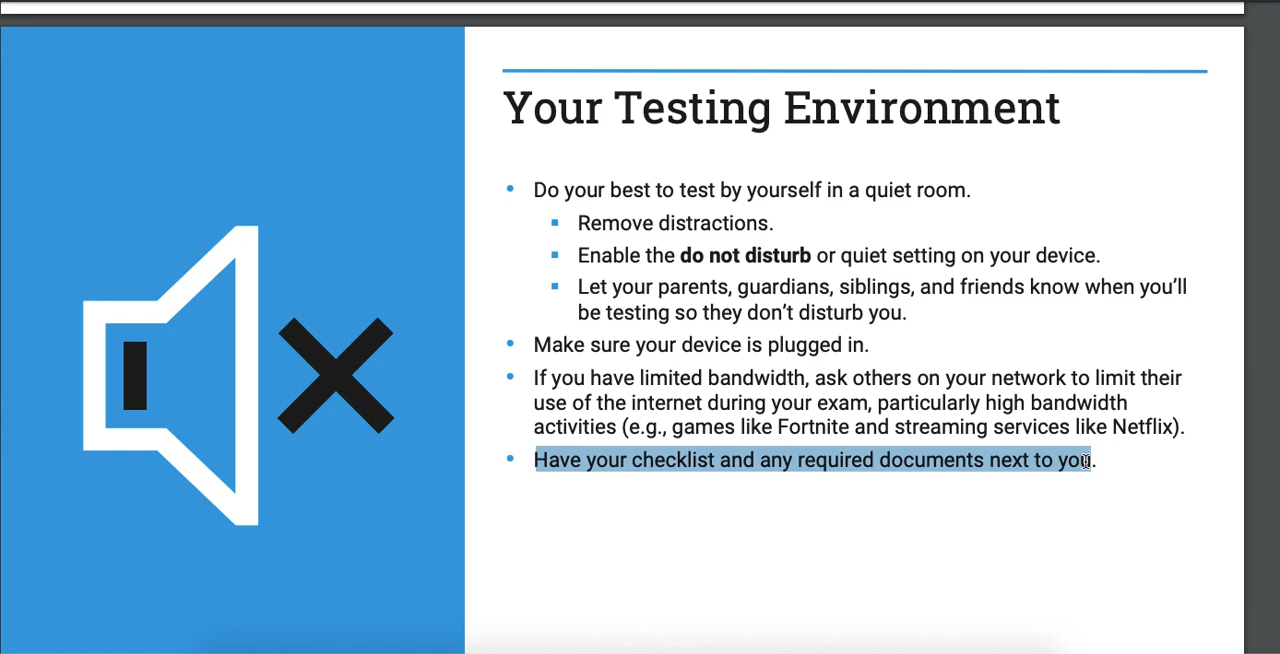 Your Testing Environment
• Do your best to test by yourself in a quiet room.
▪ Remove distractions.
▪ Enable the do not disturb or quiet setting on your device.
▪ Let your parents, guardians, siblings, and friends know when you’ll
be testing so they don’t disturb you.
• Make sure your device is plugged in.
• If you have limited bandwidth, ask others on your network to limit their
use of the internet during your exam, particularly high bandwidth
activities (e.g., games like Fortnite and streaming services like Netflix).
• Have your checklist and any required documents next to you.